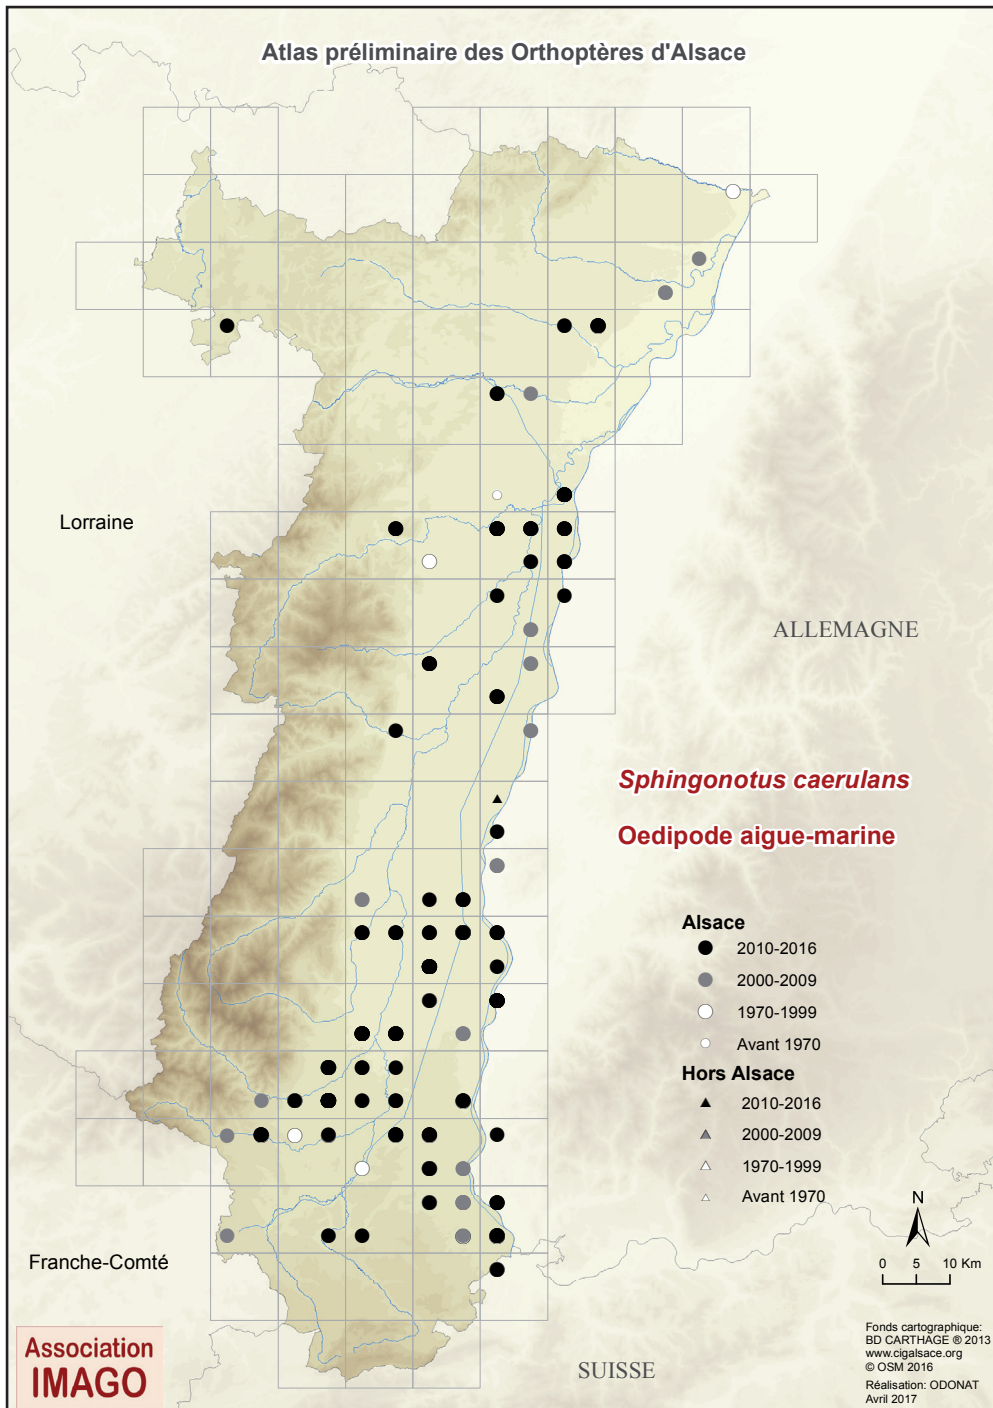 Atlas préliminaire des Orthoptères d'Alsace
Lorraine
ALLEMAGNE
Sphingonotus caerulans
Oedipode aigue-marine
Alsace
2010-2016
2000-2009
1970-1999
Avant 1970
Hors Alsace
2010-2016
2000-2009
1970-1999
Avant 1970
N
0 5 10 Km
Franche-Comté
SUISSE
Association
IMAGO
Fonds cartographique:
BD CARTHAGE ® 2013
www.cigalsace.org
© OSM 2016
Réalisation: ODONAT
Avril 2017